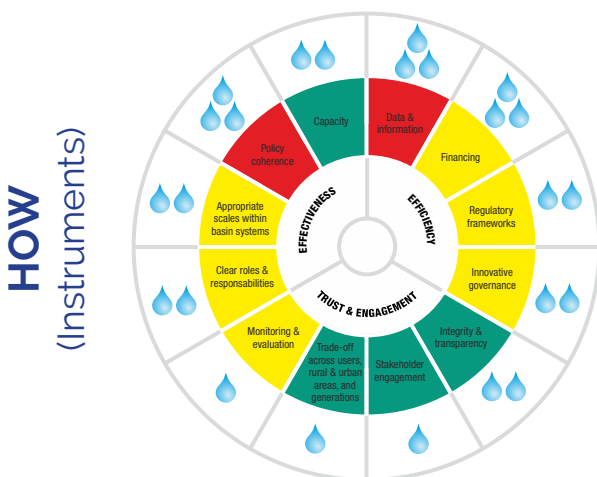 HOW
(Instruments)
Capacity
Data &
information
Policy
coherence
Financing
Appropriate
scales within
basin systems
Regulatory
frameworks
Clear roles &
responsibilities
Innovative
governance
Monitoring &
evaluation
Integrity &
transparency
Trade-off
across users,
rural & urban
areas, and
generations
Stakeholder
engagement
EFFECTIVENESS
EFFICIENCY
TRUST & ENGAGEMENT